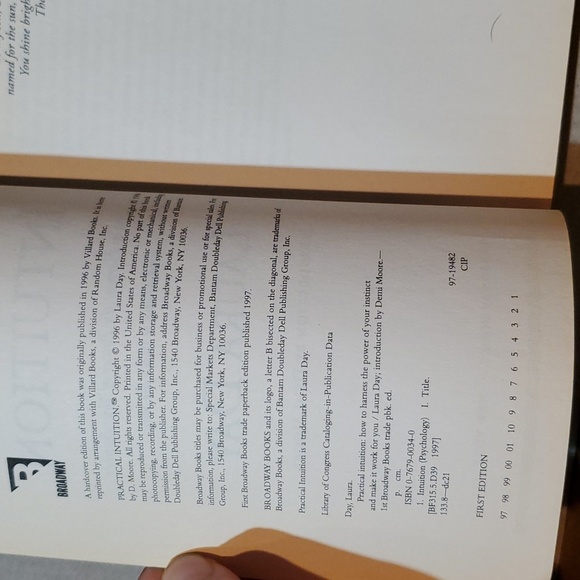 named for the sun,
You shine brigh
Th
B
BROADWAY
A hardcover edition of this book was originally published in 1996 by Villard Books. It is here
reprinted by arrangement with Villard Books, a division of Random House, Inc.
PRACTICAL INTUITION.™ Copyright © 1996 by Laura Day. Introduction copyright ©
by D. Moore. All rights reserved. Printed in the United States of America. No part of this book
may be reproduced or transmitted in any form or by any means, electronic or mechanical, including
photocopying, recording, or by any information storage and retrieval system, without written
permission from the publisher. For information, address Broadway Books, a division of Bantam
Doubleday Dell Publishing Group, Inc., 1540 Broadway, New York, NY 10036.
Broadway Books titles may be purchased for business or promotional use or for special sales. For
information, please write to: Special Markets Department, Bantam Doubleday Dell Publishing
Group, Inc., 1540 Broadway, New York, NY 10036.
First Broadway Books trade paperback edition published 1997.
BROADWAY BOOKS and its logo, a letter B bisected on the diagonal, are trademarks of
Broadway Books, a division of Bantam Doubleday Dell Publishing Group, Inc.
Practical Intuition is a trademark of Laura Day.
Library of Congress Cataloging-in-Publication Data
Day, Laura.
Practical intuition: how to harness the power of your instinct
and make it work for you / Laura Day; introduction by Demi Moore.—
1st Broadway Books trade pbk. ed.
p. cm.
ISBN 0-7679-0034-0
1. Intuition (Psychology) I. Title.
[BF315.5.D39 1997]
133.8—dc21 97-19482
CIP
FIRST EDITION
97 98 99 00 01 10 9 8 7 6 5 4 3 2 1